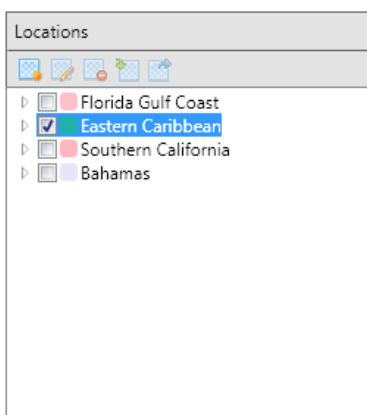 Locations
Florida Gulf Coast
Eastern Caribbean
Southern California
Bahamas